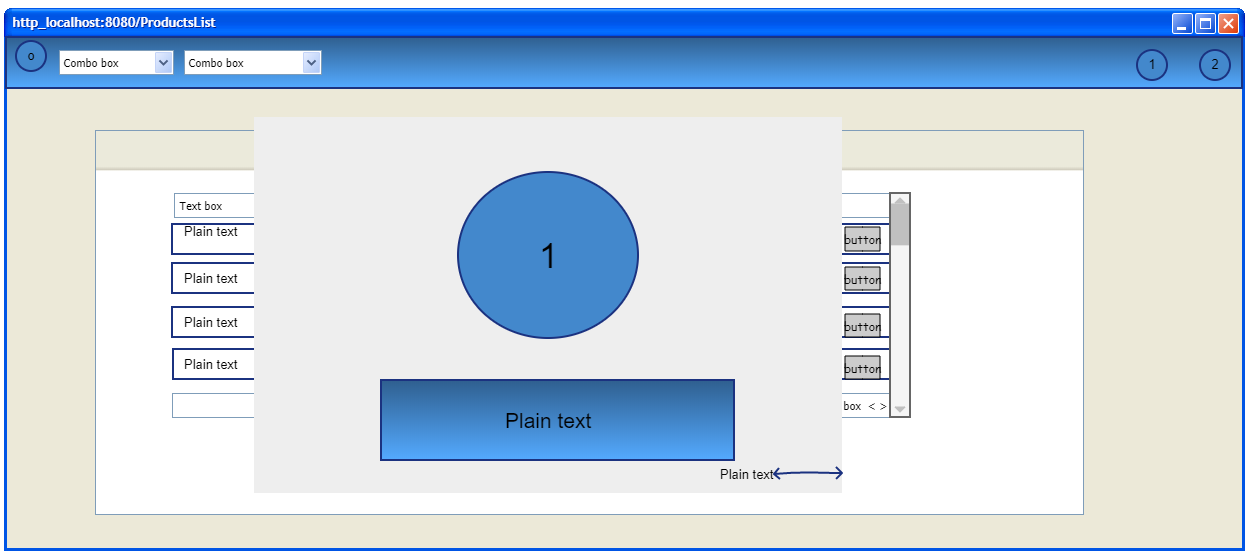 http_localhost:8080/ProductsList
o Combo box Combo box 1 2
Text box
Plain text button
1
Plain text button
Plain text button
Plain text button
box < >
Plain text
Plain text